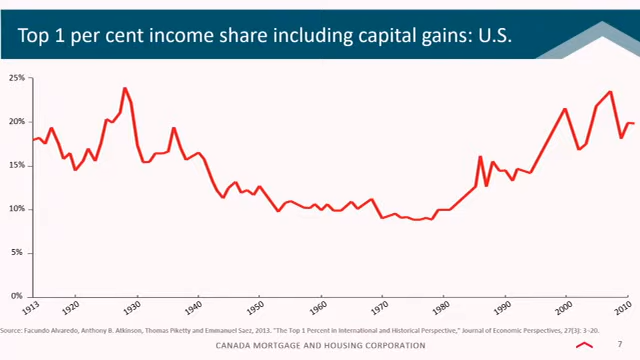 Top 1 per cent income share including capital gains: U.S.
25%
20%
15%
10%
5%
0%
1913 1920 1930 1940 1950 1960 1970 1980 1990 2000 2010
Source: Facundo Alvaredo, Anthony B. Atkinson, Thomas Piketty and Emmanuel Saez, 2013. "The Top 1 Percent in International and Historical Perspective," Journal of Economic Perspectives, 27(3): 3–20.
CANADA MORTGAGE AND HOUSING CORPORATION 7